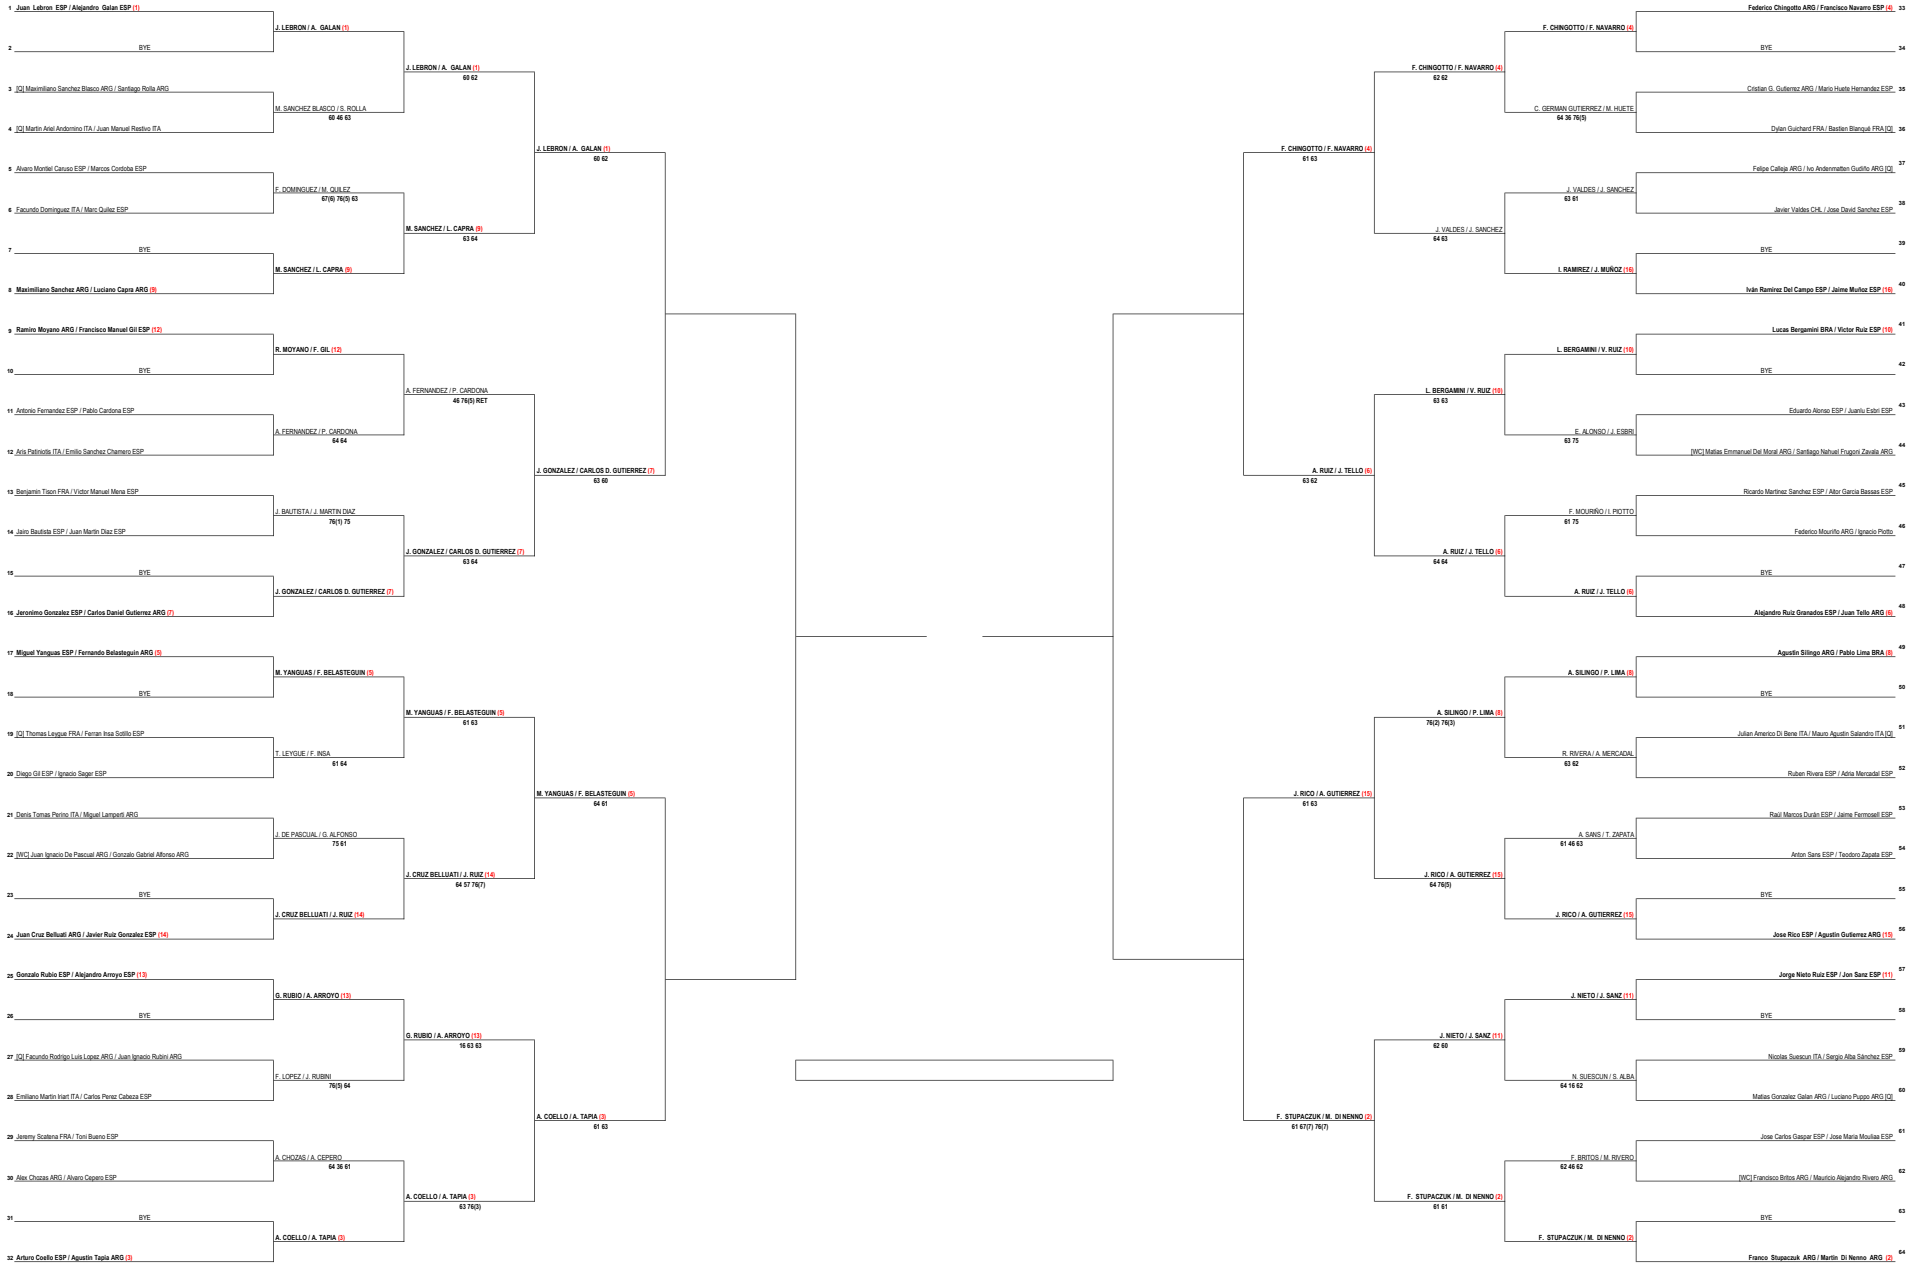 1 Juan Lebron ESP / Alejandro Galan ESP (1)
J. LEBRON / A. GALAN (1)
2 BYE
J. LEBRON / A. GALAN (1)
60 62
3 [Q] Maximiliano Sanchez Blasco ARG / Santiago Rolla ARG
M. SANCHEZ BLASCO / S. ROLLA
60 46 63
4 [Q] Martin Ariel Andornino ITA / Juan Manuel Restivo ITA
J. LEBRON / A. GALAN (1)
60 62
5 Alvaro Montiel Caruso ESP / Marcos Cordoba ESP
F. DOMINGUEZ / M. QUILEZ
67(6) 76(5) 63
6 Facundo Dominguez ITA / Marc Quilez ESP
M. SANCHEZ / L. CAPRA (9)
63 64
7 BYE
M. SANCHEZ / L. CAPRA (9)
8 Maximiliano Sanchez ARG / Luciano Capra ARG (9)
9 Ramiro Moyano ARG / Francisco Manuel Gil ESP (12)
R. MOYANO / F. GIL (12)
10 BYE
A. FERNANDEZ / P. CARDONA
46 76(5) RET
11 Antonio Fernandez ESP / Pablo Cardona ESP
A. FERNANDEZ / P. CARDONA
64 64
12 Aris Patiniotis ITA / Emilio Sanchez Chamero ESP
J. GONZALEZ / CARLOS D. GUTIERREZ (7)
63 60
13 Benjamin Tison FRA / Victor Manuel Mena ESP
J. BAUTISTA / J. MARTIN DIAZ
76(1) 75
14 Jairo Bautista ESP / Juan Martin Diaz ESP
J. GONZALEZ / CARLOS D. GUTIERREZ (7)
63 64
15 BYE
J. GONZALEZ / CARLOS D. GUTIERREZ (7)
16 Jeronimo Gonzalez ESP / Carlos Daniel Gutierrez ARG (7)
17 Miguel Yanguas ESP / Fernando Belasteguin ARG (5)
M. YANGUAS / F. BELASTEGUIN (5)
18 BYE
M. YANGUAS / F. BELASTEGUIN (5)
61 63
19 [Q] Thomas Leygue FRA / Ferran Insa Sotillo ESP
T. LEYGUE / F. INSA
61 64
20 Diego Gil ESP / Ignacio Sager ESP
M. YANGUAS / F. BELASTEGUIN (5)
64 61
21 Denis Tomas Perino ITA / Miguel Lamperti ARG
J. DE PASCUAL / G. ALFONSO
75 61
22 [WC] Juan Ignacio De Pascual ARG / Gonzalo Gabriel Alfonso ARG
J. CRUZ BELLUATI / J. RUIZ (14)
64 57 76(7)
23 BYE
J. CRUZ BELLUATI / J. RUIZ (14)
24 Juan Cruz Belluati ARG / Javier Ruiz Gonzalez ESP (14)
25 Gonzalo Rubio ESP / Alejandro Arroyo ESP (13)
G. RUBIO / A. ARROYO (13)
26 BYE
G. RUBIO / A. ARROYO (13)
16 63 63
27 [Q] Facundo Rodrigo Luis Lopez ARG / Juan Ignacio Rubini ARG
F. LOPEZ / J. RUBINI
76(5) 64
28 Emiliano Martin Iriart ITA / Carlos Perez Cabeza ESP
A. COELLO / A. TAPIA (3)
61 63
29 Jeremy Scatena FRA / Toni Bueno ESP
A. CHOZAS / A. CEPERO
64 36 61
30 Alex Chozas ARG / Alvaro Cepero ESP
A. COELLO / A. TAPIA (3)
63 76(3)
31 BYE
A. COELLO / A. TAPIA (3)
32 Arturo Coello ESP / Agustin Tapia ARG (3)
Federico Chingotto ARG / Francisco Navarro ESP (4) 33
F. CHINGOTTO / F. NAVARRO (4)
BYE 34
F. CHINGOTTO / F. NAVARRO (4)
62 62
Cristian G. Gutierrez ARG / Mario Huete Hernandez ESP 35
C. GERMAN GUTIERREZ / M. HUETE
64 36 76(5)
Dylan Guichard FRA / Bastien Blanqué FRA [Q] 36
F. CHINGOTTO / F. NAVARRO (4)
61 63
Felipe Calleja ARG / Ivo Andenmatten Gudiño ARG [Q] 37
J. VALDES / J. SANCHEZ
63 61
Javier Valdes CHL / Jose David Sanchez ESP 38
J. VALDES / J. SANCHEZ
64 63
BYE 39
I. RAMIREZ / J. MUÑOZ (16)
Iván Ramirez Del Campo ESP / Jaime Muñoz ESP (16) 40
Lucas Bergamini BRA / Victor Ruiz ESP (10) 41
L. BERGAMINI / V. RUIZ (10)
BYE 42
L. BERGAMINI / V. RUIZ (10)
63 63
Eduardo Alonso ESP / Juanlu Esbri ESP 43
E. ALONSO / J. ESBRI
63 75
[WC] Matias Emmanuel Del Moral ARG / Santiago Nahuel Frugoni Zavala ARG 44
A. RUIZ / J. TELLO (6)
63 62
Ricardo Martinez Sanchez ESP / Aitor Garcia Bassas ESP 45
F. MOURIÑO / I. PIOTTO
61 75
Federico Mouriño ARG / Ignacio Piotto 46
A. RUIZ / J. TELLO (6)
64 64
BYE 47
A. RUIZ / J. TELLO (6)
Alejandro Ruiz Granados ESP / Juan Tello ARG (6) 48
Agustin Silingo ARG / Pablo Lima BRA (8) 49
A. SILINGO / P. LIMA (8)
BYE 50
A. SILINGO / P. LIMA (8)
76(2) 76(3)
Julian Americo Di Bene ITA / Mauro Agustin Salandro ITA [Q] 51
R. RIVERA / A. MERCADAL
63 62
Ruben Rivera ESP / Adria Mercadal ESP 52
J. RICO / A. GUTIERREZ (15)
61 63
Raúl Marcos Durán ESP / Jaime Fermosell ESP 53
A. SANS / T. ZAPATA
61 46 63
Anton Sans ESP / Teodoro Zapata ESP 54
J. RICO / A. GUTIERREZ (15)
64 76(5)
BYE 55
J. RICO / A. GUTIERREZ (15)
Jose Rico ESP / Agustin Gutierrez ARG (15) 56
Jorge Nieto Ruiz ESP / Jon Sanz ESP (11) 57
J. NIETO / J. SANZ (11)
BYE 58
J. NIETO / J. SANZ (11)
62 60
Nicolas Suescun ITA / Sergio Alba Sánchez ESP 59
N. SUESCUN / S. ALBA
64 16 62
Matias Gonzalez Galan ARG / Luciano Puppo ARG [Q] 60
F. STUPACZUK / M. DI NENNO (2)
61 67(7) 76(7)
Jose Carlos Gaspar ESP / Jose Maria Mouliaa ESP 61
F. BRITOS / M. RIVERO
62 46 62
[WC] Francisco Britos ARG / Mauricio Alejandro Rivero ARG 62
F. STUPACZUK / M. DI NENNO (2)
61 61
BYE 63
F. STUPACZUK / M. DI NENNO (2)
Franco Stupaczuk ARG / Martin Di Nenno ARG (2) 64